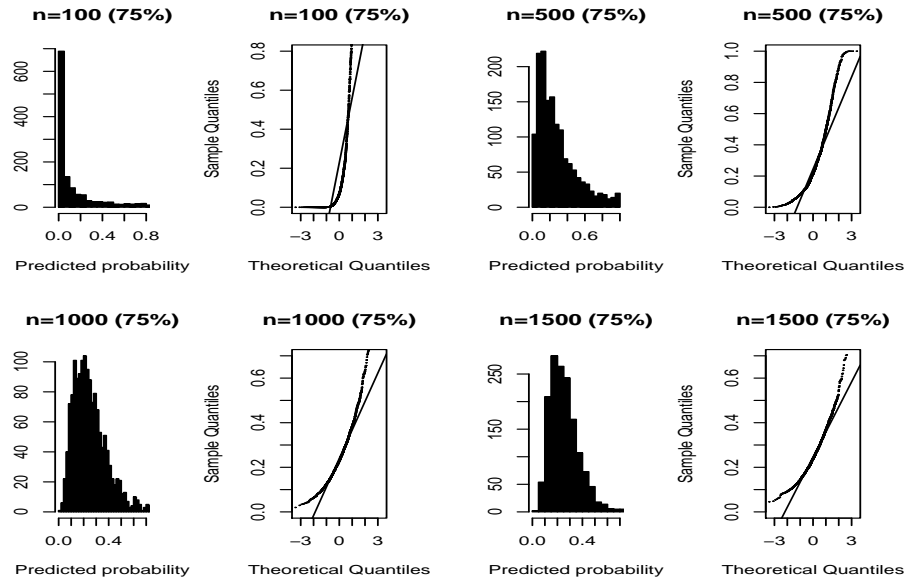 n=100 (75%)
0 200 400 600
0.0 0.4 0.8
Predicted probability
n=100 (75%)
Sample Quantiles
0.0 0.2 0.4 0.6 0.8
−3 0 3
Theoretical Quantiles
n=500 (75%)
0 50 100 150 200
0.0 0.6
Predicted probability
n=500 (75%)
Sample Quantiles
0.0 0.2 0.4 0.6 0.8 1.0
−3 0 3
Theoretical Quantiles
n=1000 (75%)
0 20 40 60 80 100
0.0 0.4
Predicted probability
n=1000 (75%)
Sample Quantiles
0.0 0.2 0.4 0.6
−3 0 3
Theoretical Quantiles
n=1500 (75%)
0 50 150 250
0.0 0.4
Predicted probability
n=1500 (75%)
Sample Quantiles
0.0 0.2 0.4 0.6
−3 0 3
Theoretical Quantiles